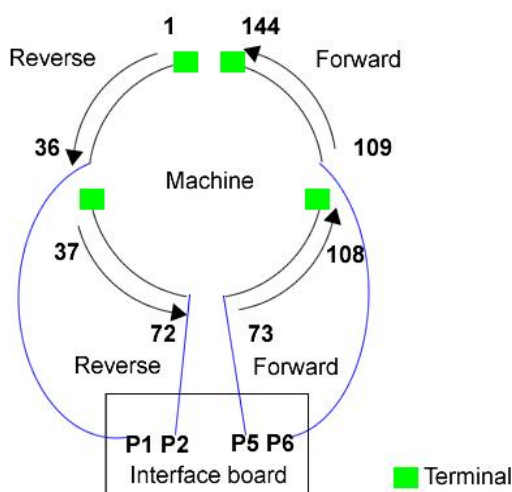 1 144
Reverse Forward
36 109
Machine
37 108
72 73
Reverse Forward
P1 P2 P5 P6
Interface board
Terminal